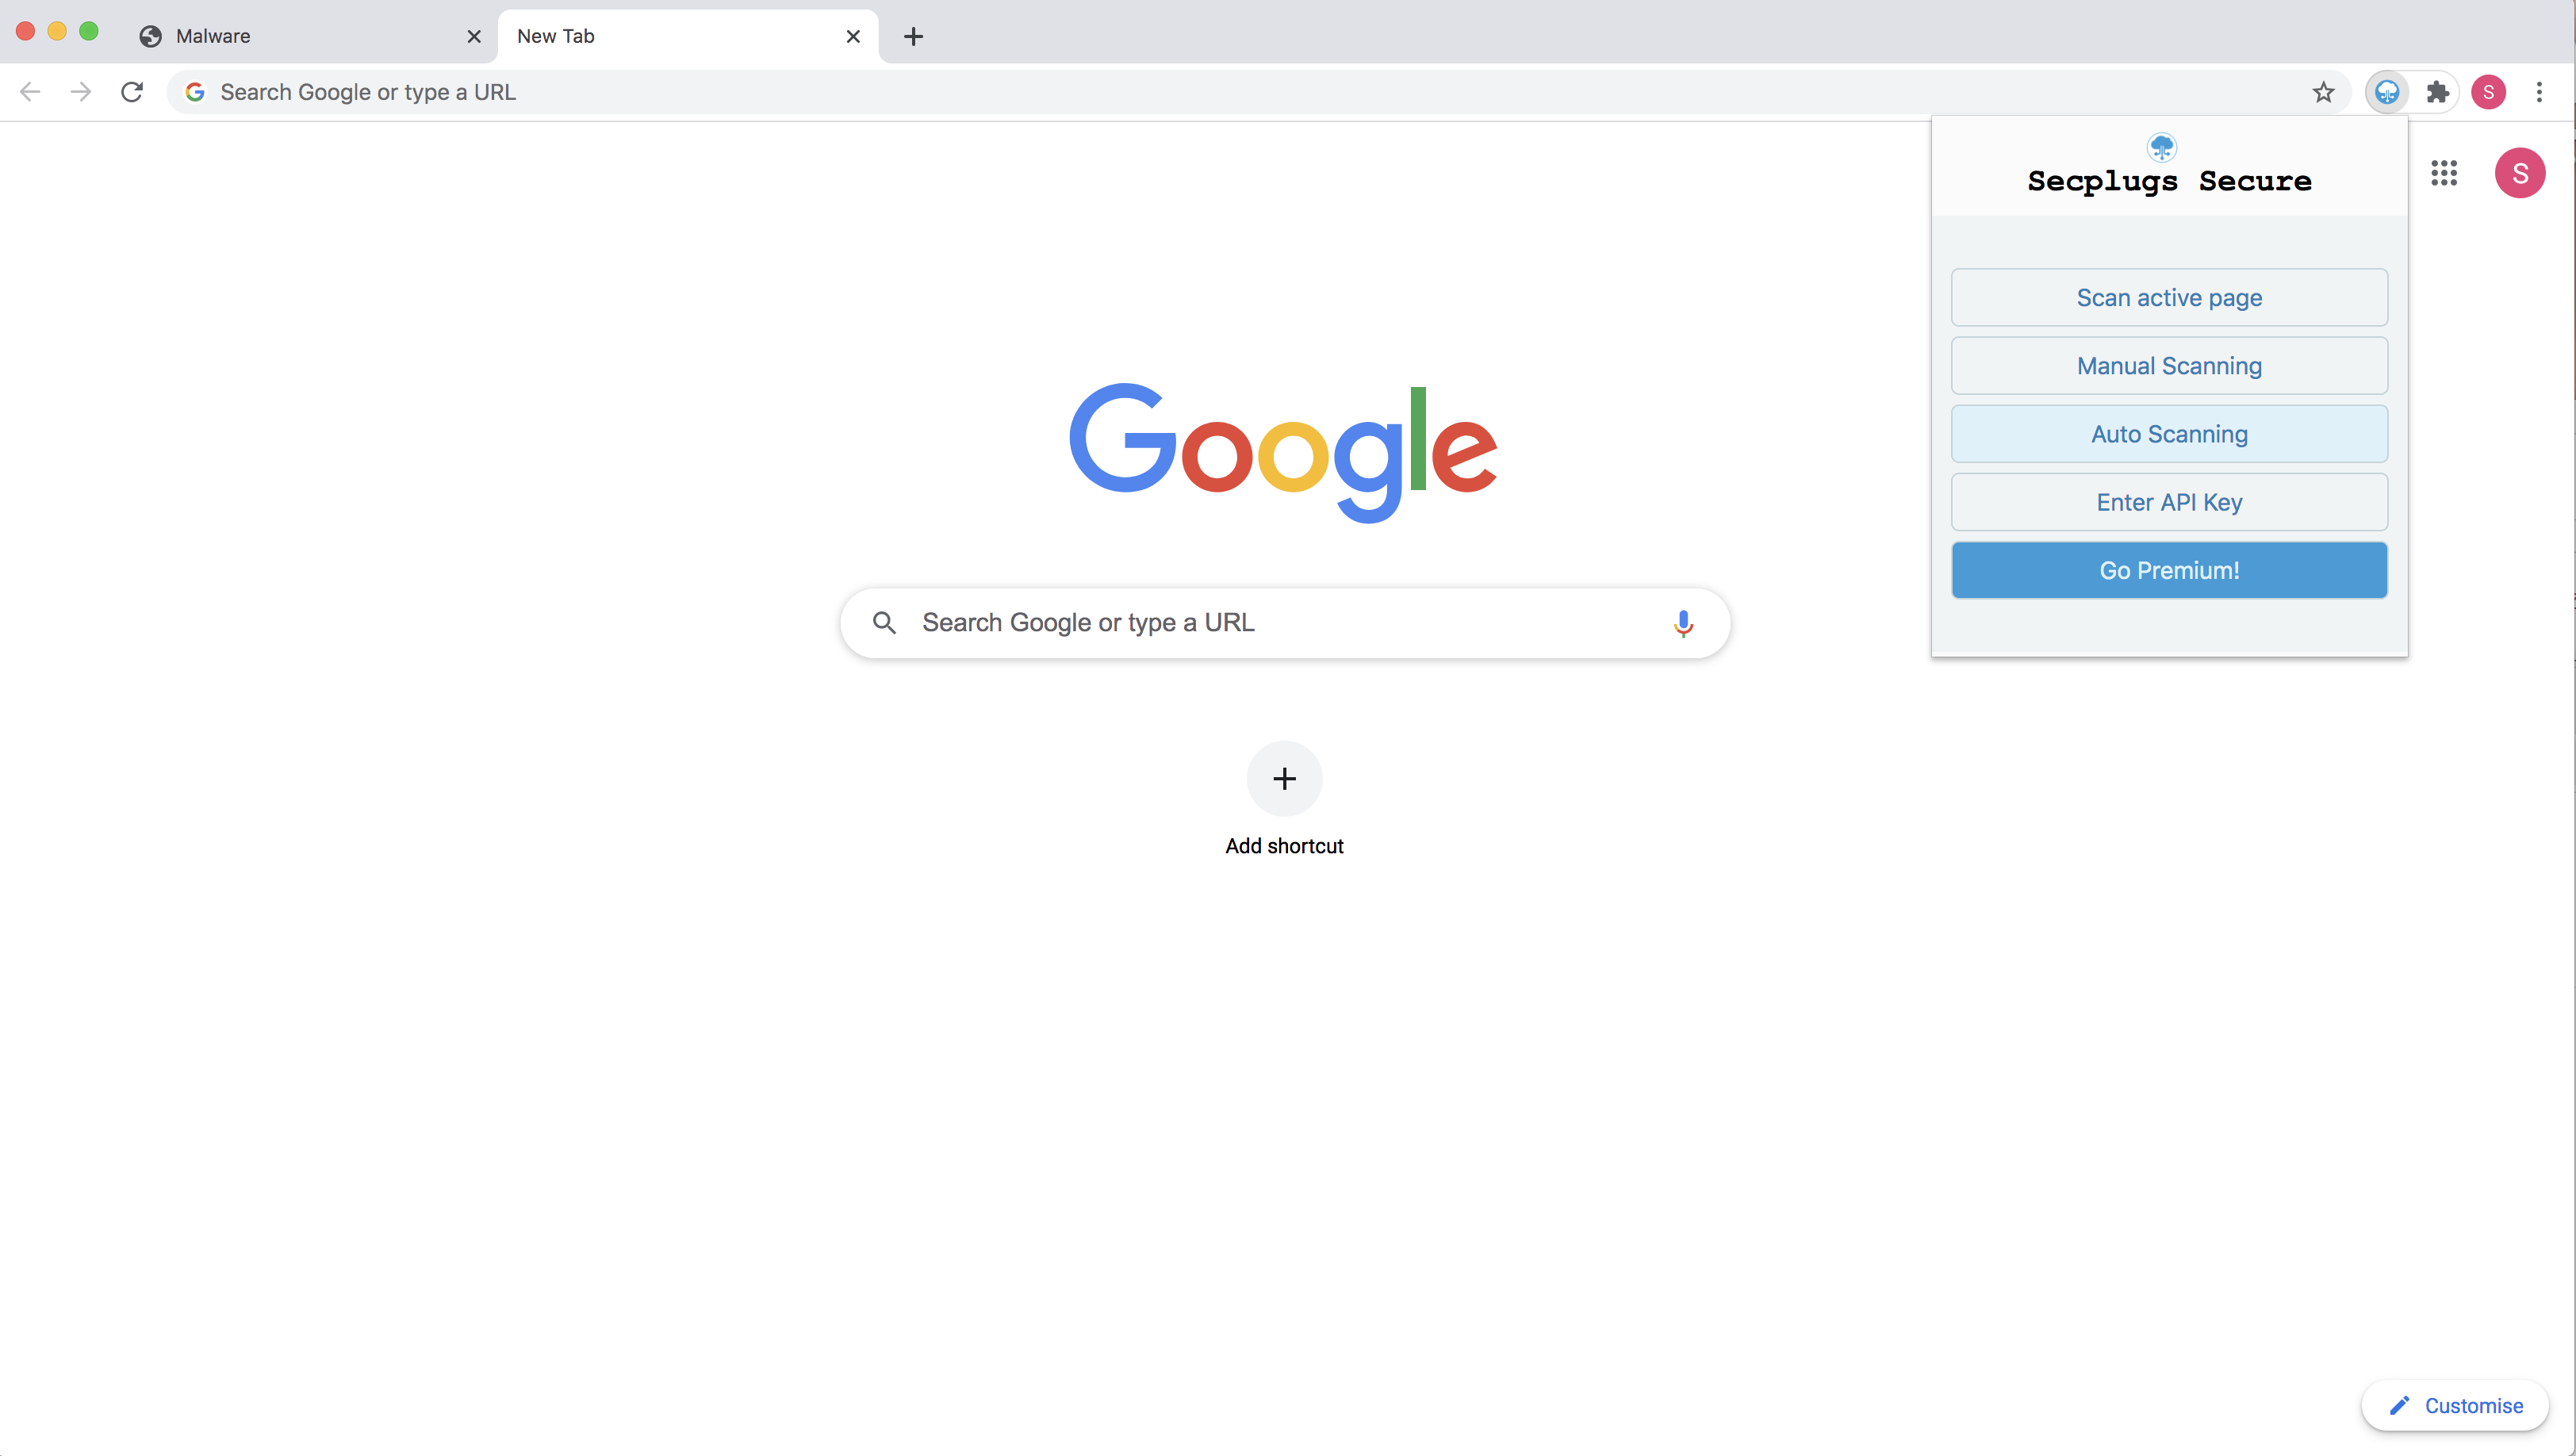 Malware
New Tab
Search Google or type a URL
S
Secplugs Secure
S
Scan active page
Manual Scanning
Auto Scanning
Enter API Key
Go Premium!
Google
Search Google or type a URL
Add shortcut
Customise